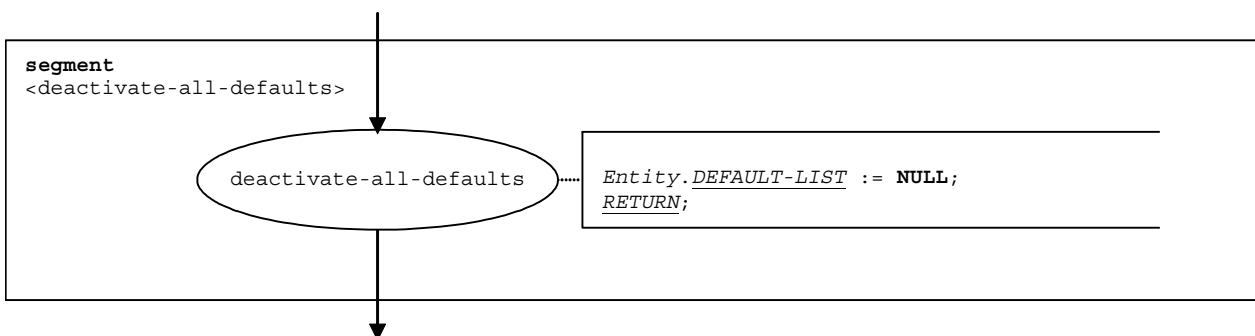 segment
<deactivate-all-defaults>
deactivate-all-defaults
Entity.DEFAULT-LIST := NULL;
RETURN;